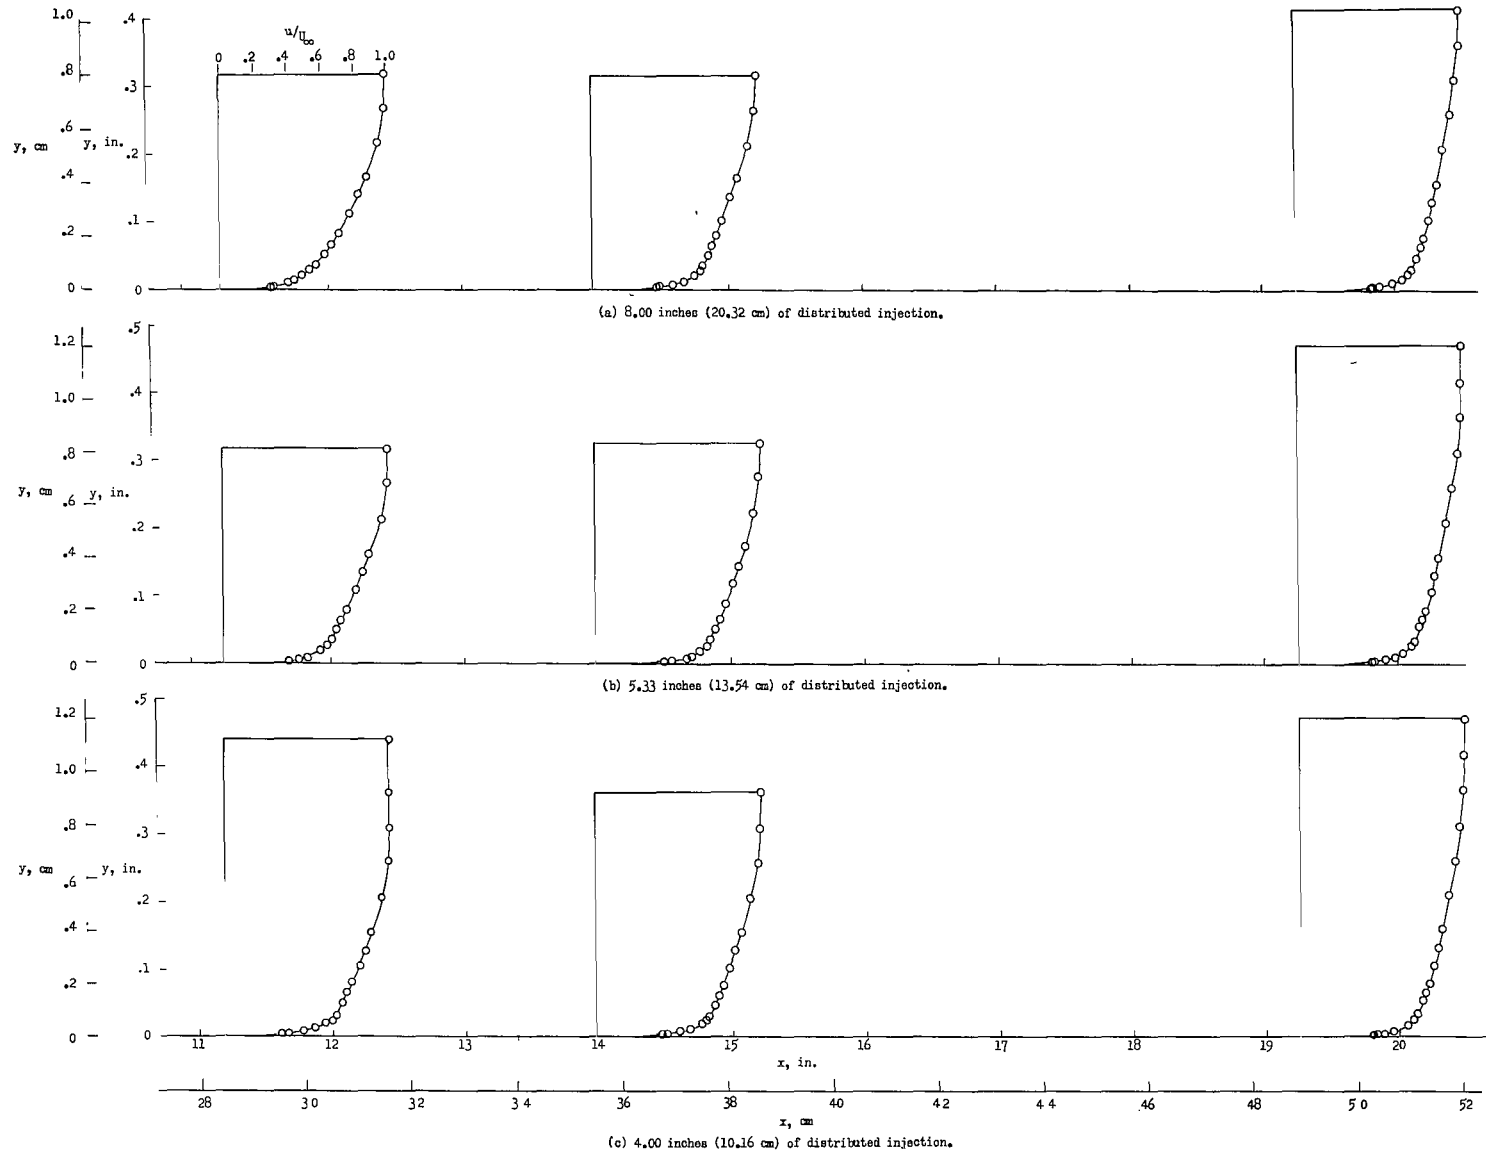 1.0 .4
u/U∞
0 .2 .4 .6 .8 1.0
.8
.3
.6
y, cm y, in. .2
.4
.1
.2
0 0
(a) 8.00 inches (20.32 cm) of distributed injection.
1.2 .5
.4
1.0
.8 .3
y, cm .6 y, in.
.2
.4
.2 .1
0 0
(b) 5.33 inches (13.54 cm) of distributed injection.
1.2 .5
1.0 .4
.8 .3
y, cm .6 y, in.
.2
.4
.1
.2
0 0
11 12 13 14 15 16 17 18 19 20
x, in.
28 30 32 34 36 38 40 42 44 46 48 50 52
x, cm
(c) 4.00 inches (10.16 cm) of distributed injection.